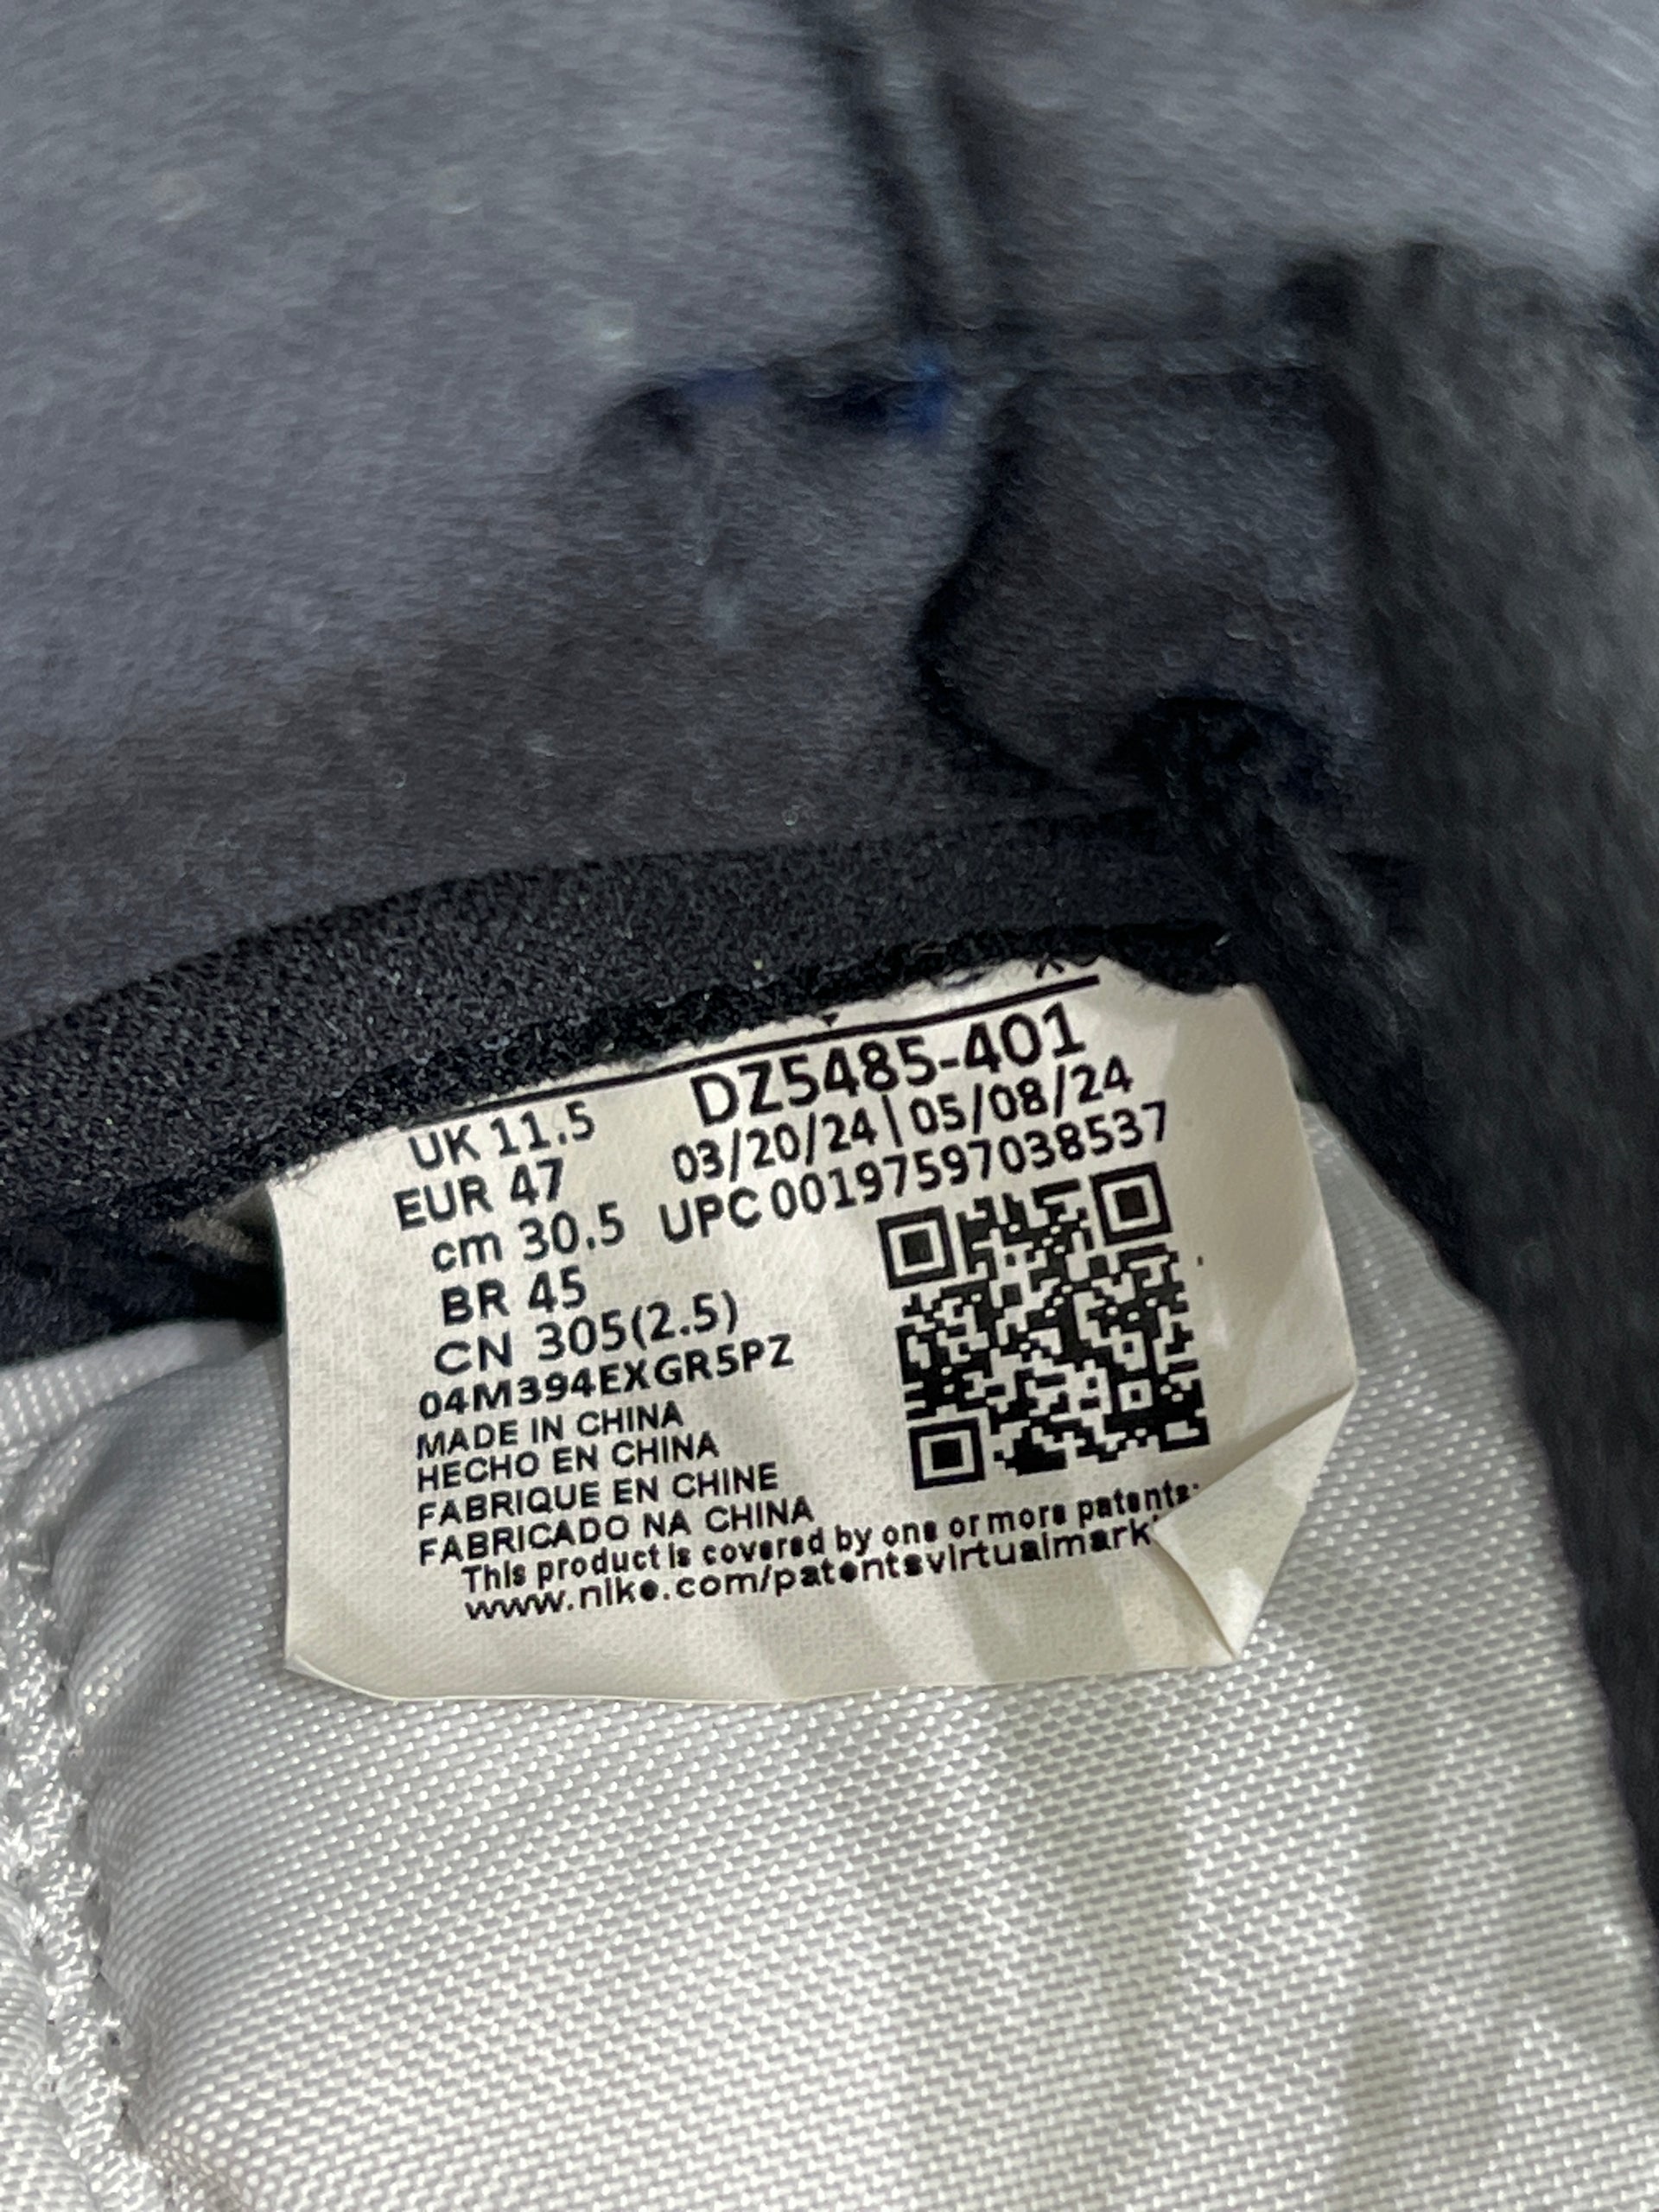 DZ5485-401
UK 11.5 03/20/24|05/08/24
EUR 47 UPC 00197597038537
cm 30.5
BR 45
CN 305(2.5)
04M394EXGR5PZ
MADE IN CHINA
HECHO EN CHINA
FABRIQUE EN CHINE
FABRICADO NA CHINA
This product is covered by one or more patents:
www.nike.com/patentsvirtualmark